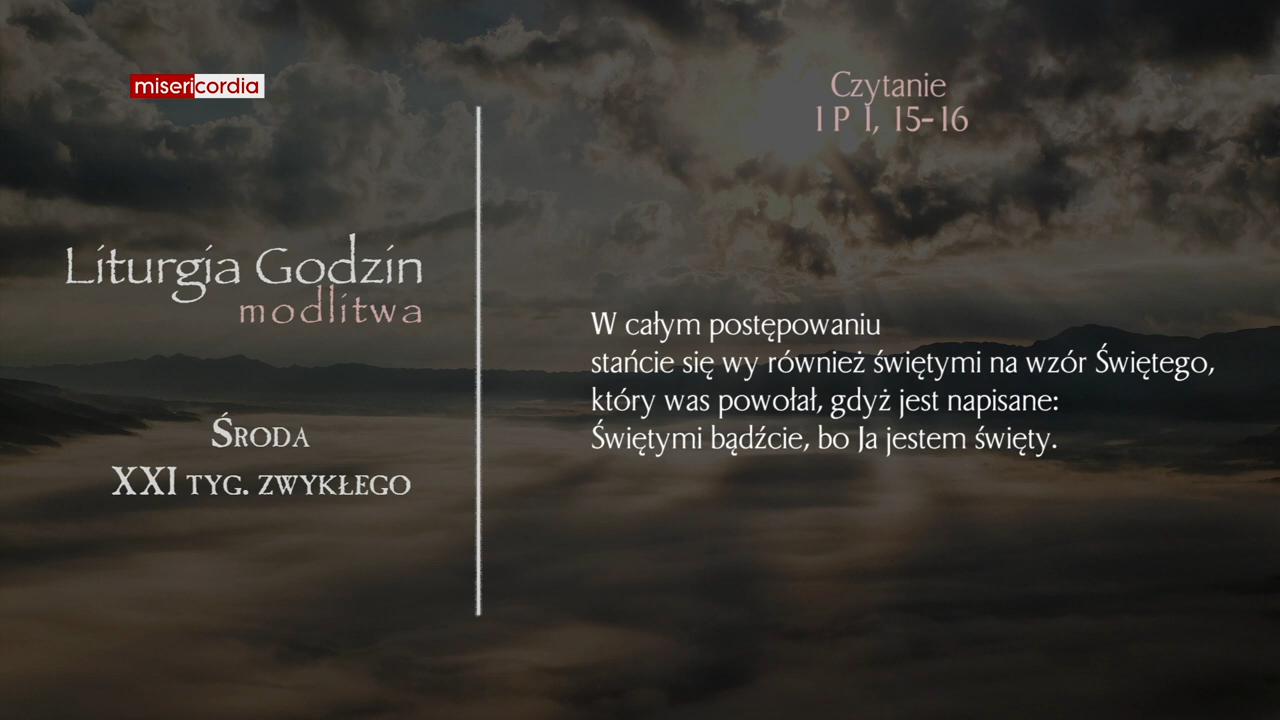 misericordia
Liturgia Godzin
modlitwa
Środa
XXI tyg. zwykłego
Czytanie
1 P 1, 15-16
W całym postępowaniu
stańcie się wy również świętymi na wzór Świętego,
który was powołał, gdyż jest napisane:
Świętymi bądźcie, bo Ja jestem święty.